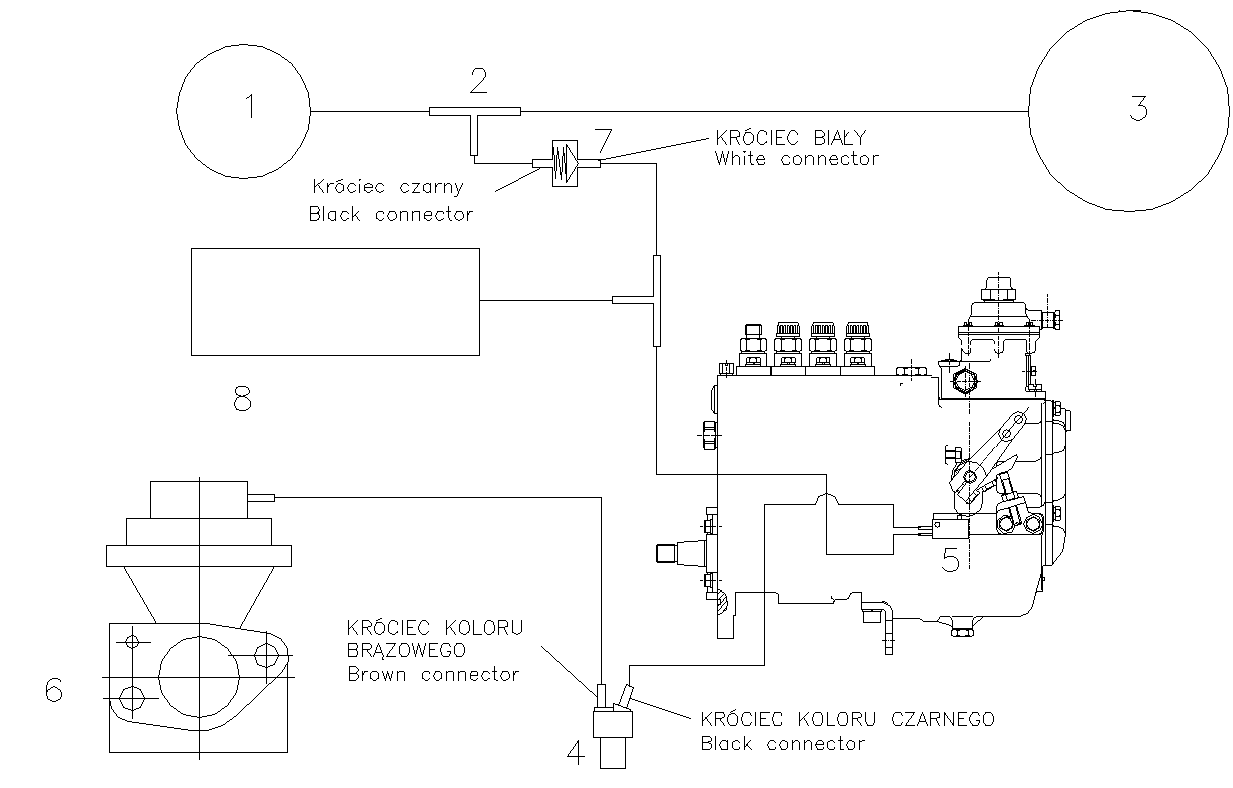 1
2
3
7
KRÓCIEC BIAŁY
White connector
Króciec czarny
Black connector
8
5
KRÓCIEC KOLORU
BRĄZOWEGO
Brown connector
6
KRÓCIEC KOLORU CZARNEGO
Black connector
4